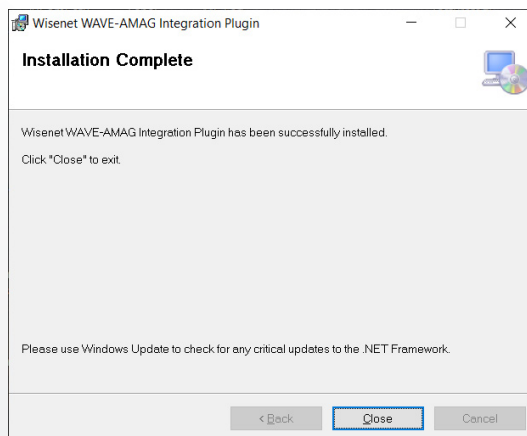 Wisenet WAVE-AMAG Integration Plugin
Installation Complete
Wisenet WAVE-AMAG Integration Plugin has been successfully installed.
Click "Close" to exit.
Please use Windows Update to check for any critical updates to the .NET Framework.
< Back Close Cancel